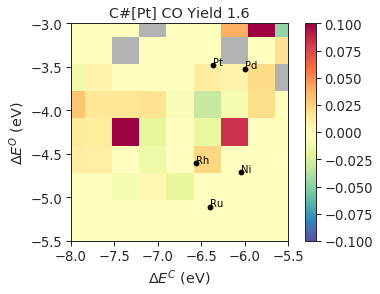 C#[Pt] CO Yield 1.6
ΔE^O (eV)
−3.0
−3.5
−4.0
−4.5
−5.0
−5.5
Pt
Pd
Rh
Ni
Ru
−8.0 −7.5 −7.0 −6.5 −6.0 −5.5
ΔE^C (eV)
0.100
0.075
0.050
0.025
0.000
−0.025
−0.050
−0.075
−0.100